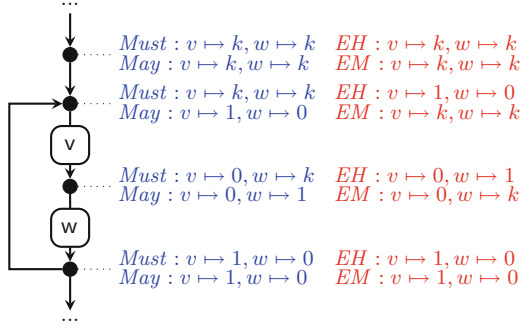 ...
Must : v ↦ k, w ↦ k EH : v ↦ k, w ↦ k
May : v ↦ k, w ↦ k EM : v ↦ k, w ↦ k
Must : v ↦ k, w ↦ k EH : v ↦ 1, w ↦ 0
May : v ↦ 1, w ↦ 0 EM : v ↦ k, w ↦ k
v
Must : v ↦ 0, w ↦ k EH : v ↦ 0, w ↦ 1
May : v ↦ 0, w ↦ 1 EM : v ↦ 0, w ↦ k
w
Must : v ↦ 1, w ↦ 0 EH : v ↦ 1, w ↦ 0
May : v ↦ 1, w ↦ 0 EM : v ↦ 1, w ↦ 0
...